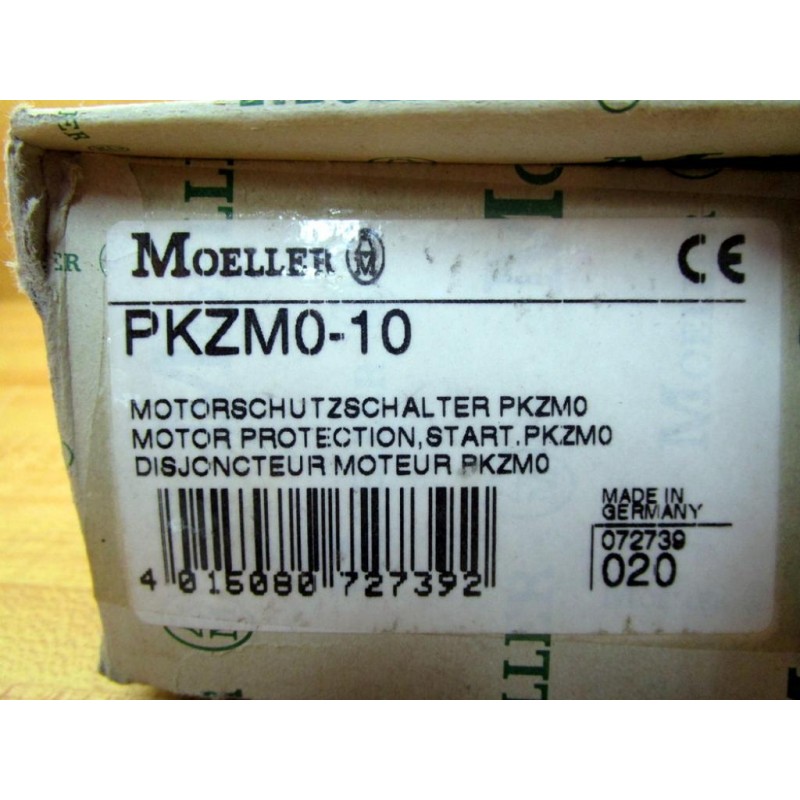 MOELLER
CE
PKZM0-10
MOTORSCHUTZSCHALTER PKZM0
MOTOR PROTECTION,START.PKZM0
DISJONCTEUR MOTEUR PKZM0
MADE IN
GERMANY
072739
020
4 015080 727392